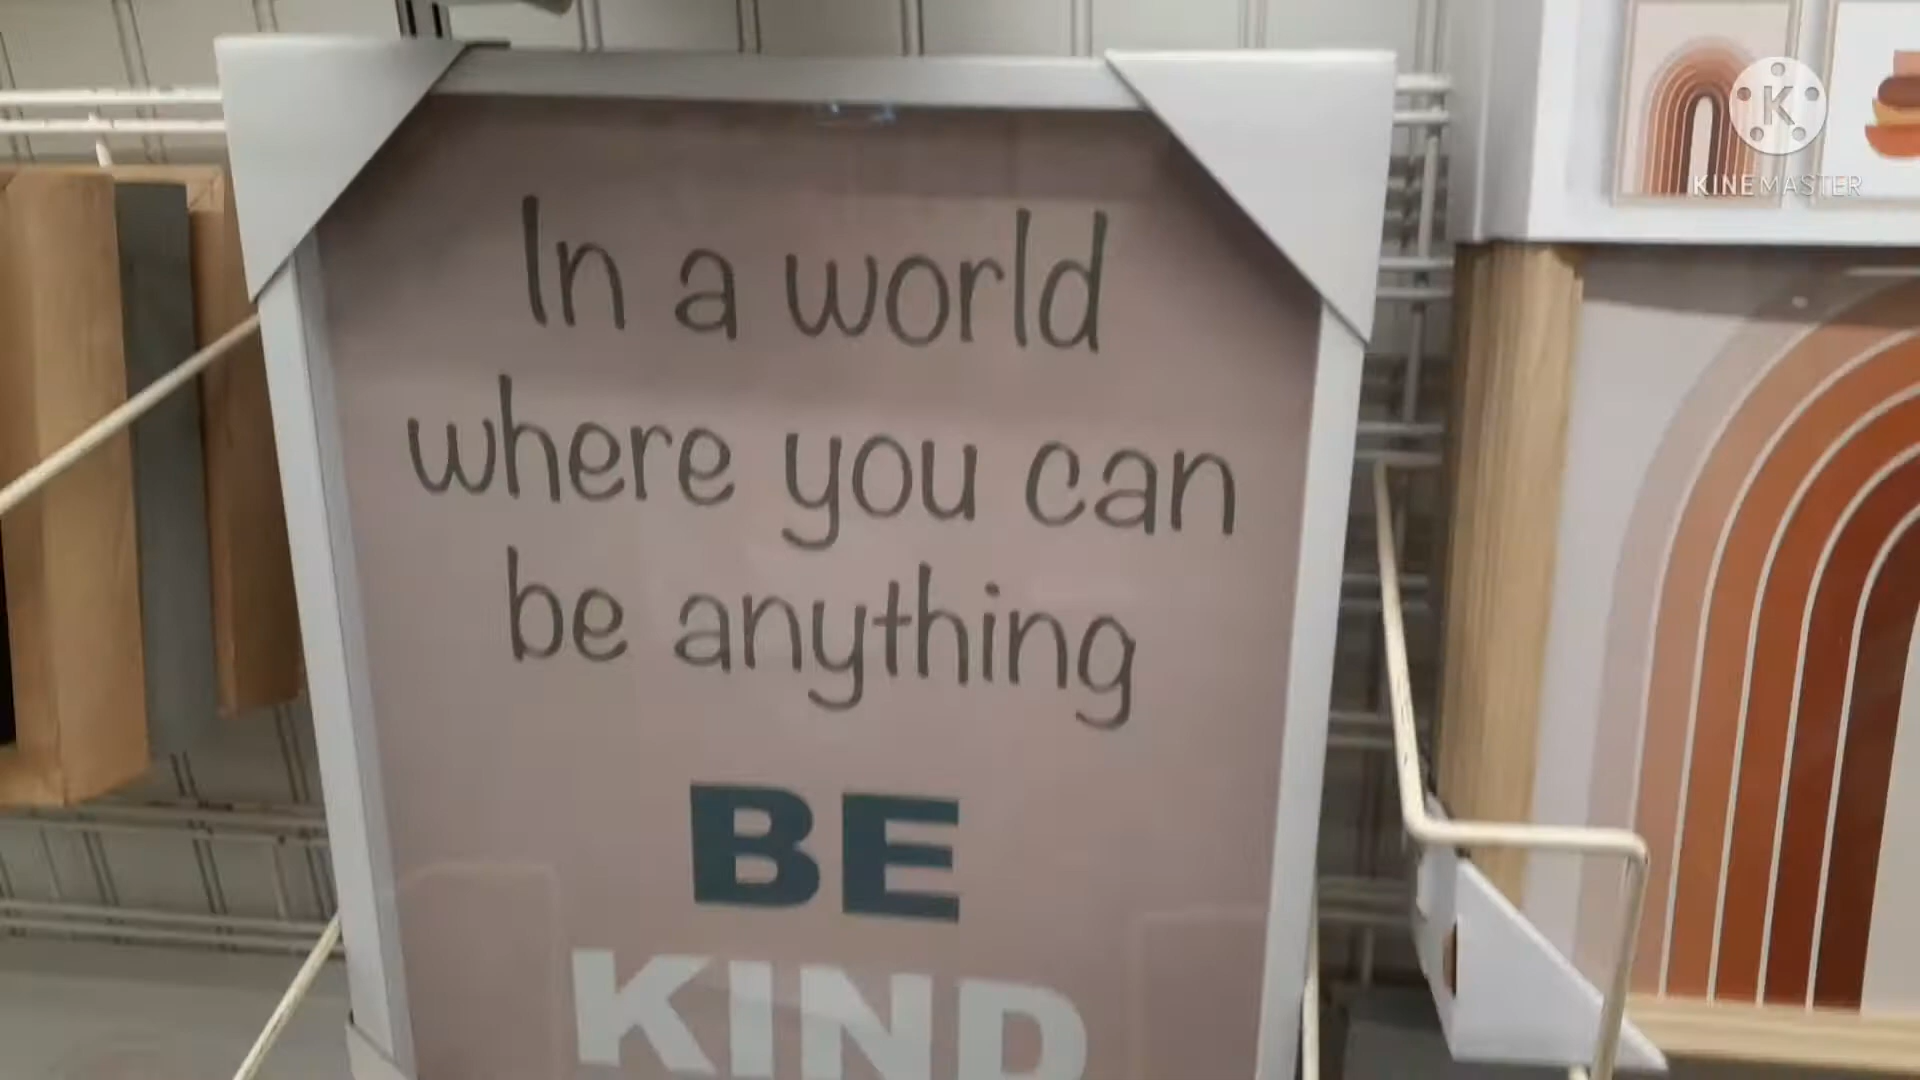 In a world
where you can
be anything
BE
KIND
K
KINEMASTER